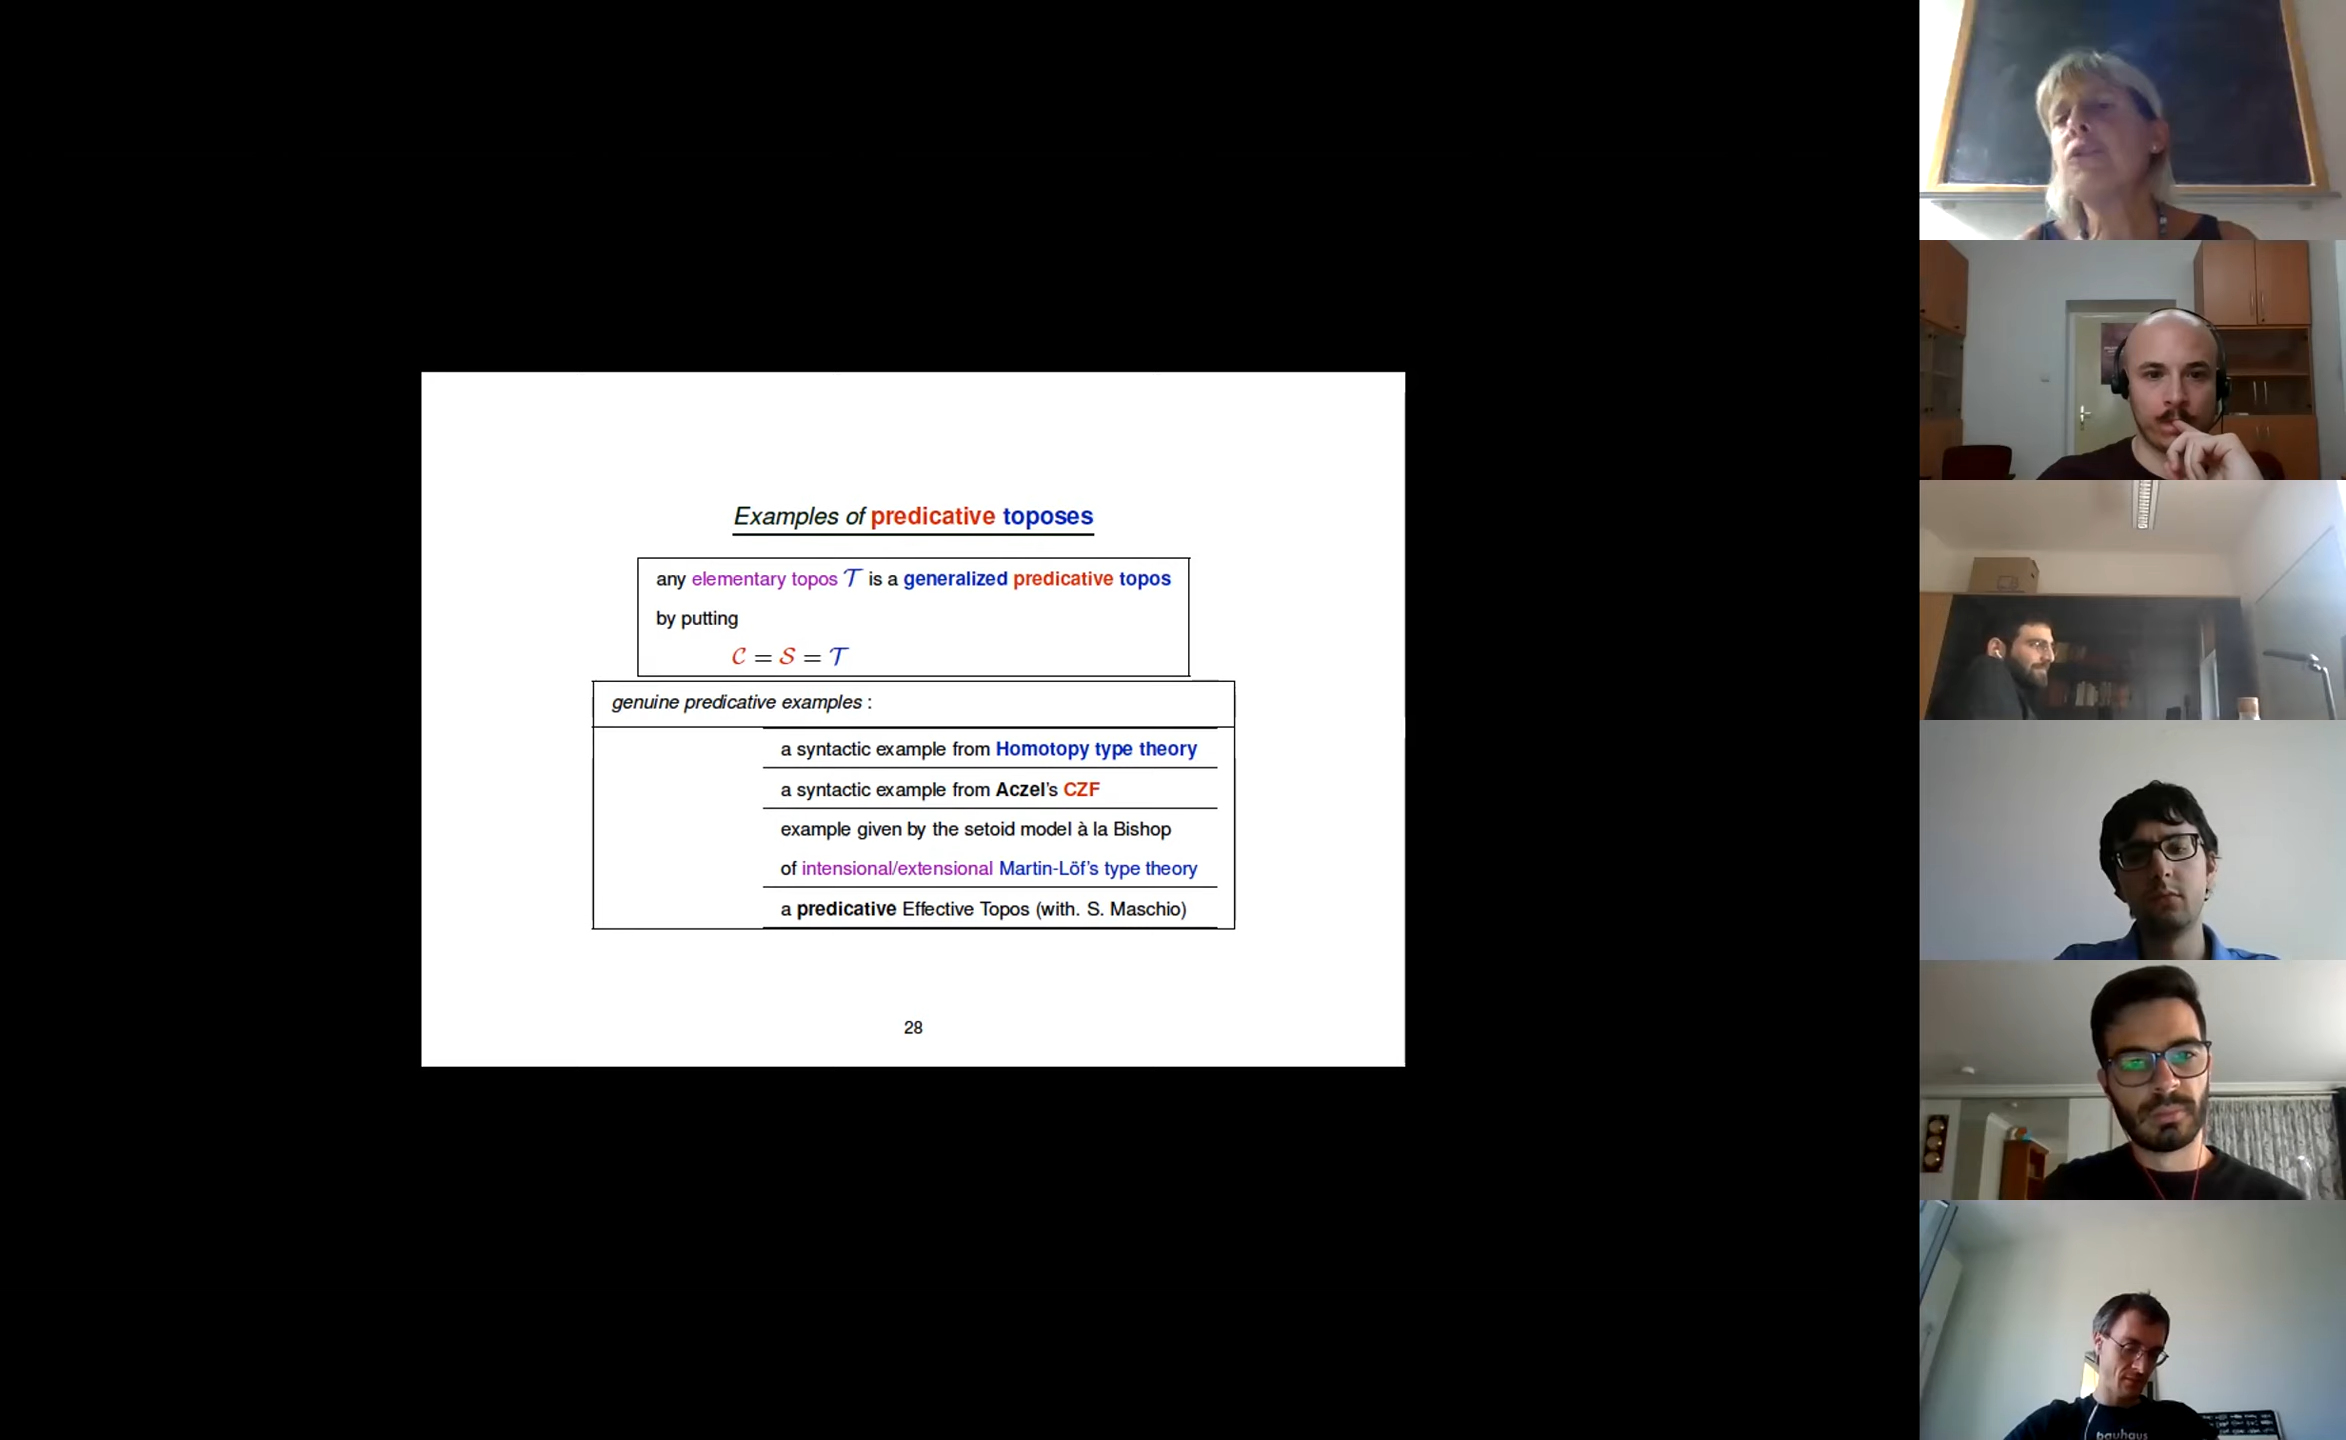 Examples of predicative toposes
any elementary topos 𝒯 is a generalized predicative topos
by putting
𝒞 = 𝒮 = 𝒯
genuine predicative examples :
a syntactic example from Homotopy type theory
a syntactic example from Aczel's CZF
example given by the setoid model à la Bishop
of intensional/extensional Martin-Löf's type theory
a predicative Effective Topos (with. S. Maschio)
28
bauhaus